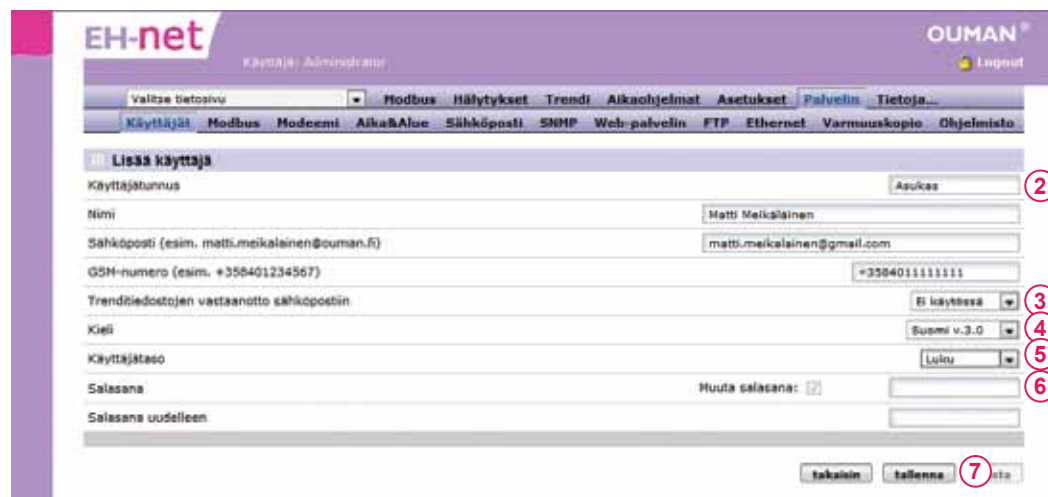 EH-net
OUMAN®
Käyttäjä: Administrator
Logout
Valitse tietosivu Modbus Hälytykset Trendi Aikaohjelmat Asetukset Palvelin Tietoja...
Käyttäjät Modbus Modeemi Aika&Alue Sähköposti SNMP Web-palvelin FTP Ethernet Varmuuskopio Ohjelmisto
Lisää käyttäjä
Käyttäjätunnus Asukas 2
Nimi Matti Meikäläinen
Sähköposti (esim. matti.meikalainen@ouman.fi) matti.meikalainen@gmail.com
GSM-numero (esim. +358401234567) +3584011111111
Trenditiedostojen vastaanotto sähköpostiin Ei käytössä 3
Kieli Suomi v.3.0 4
Käyttäjätaso Luku 5
Salasana Muuta salasana: 6
Salasana uudelleen
takaisin tallenna 7